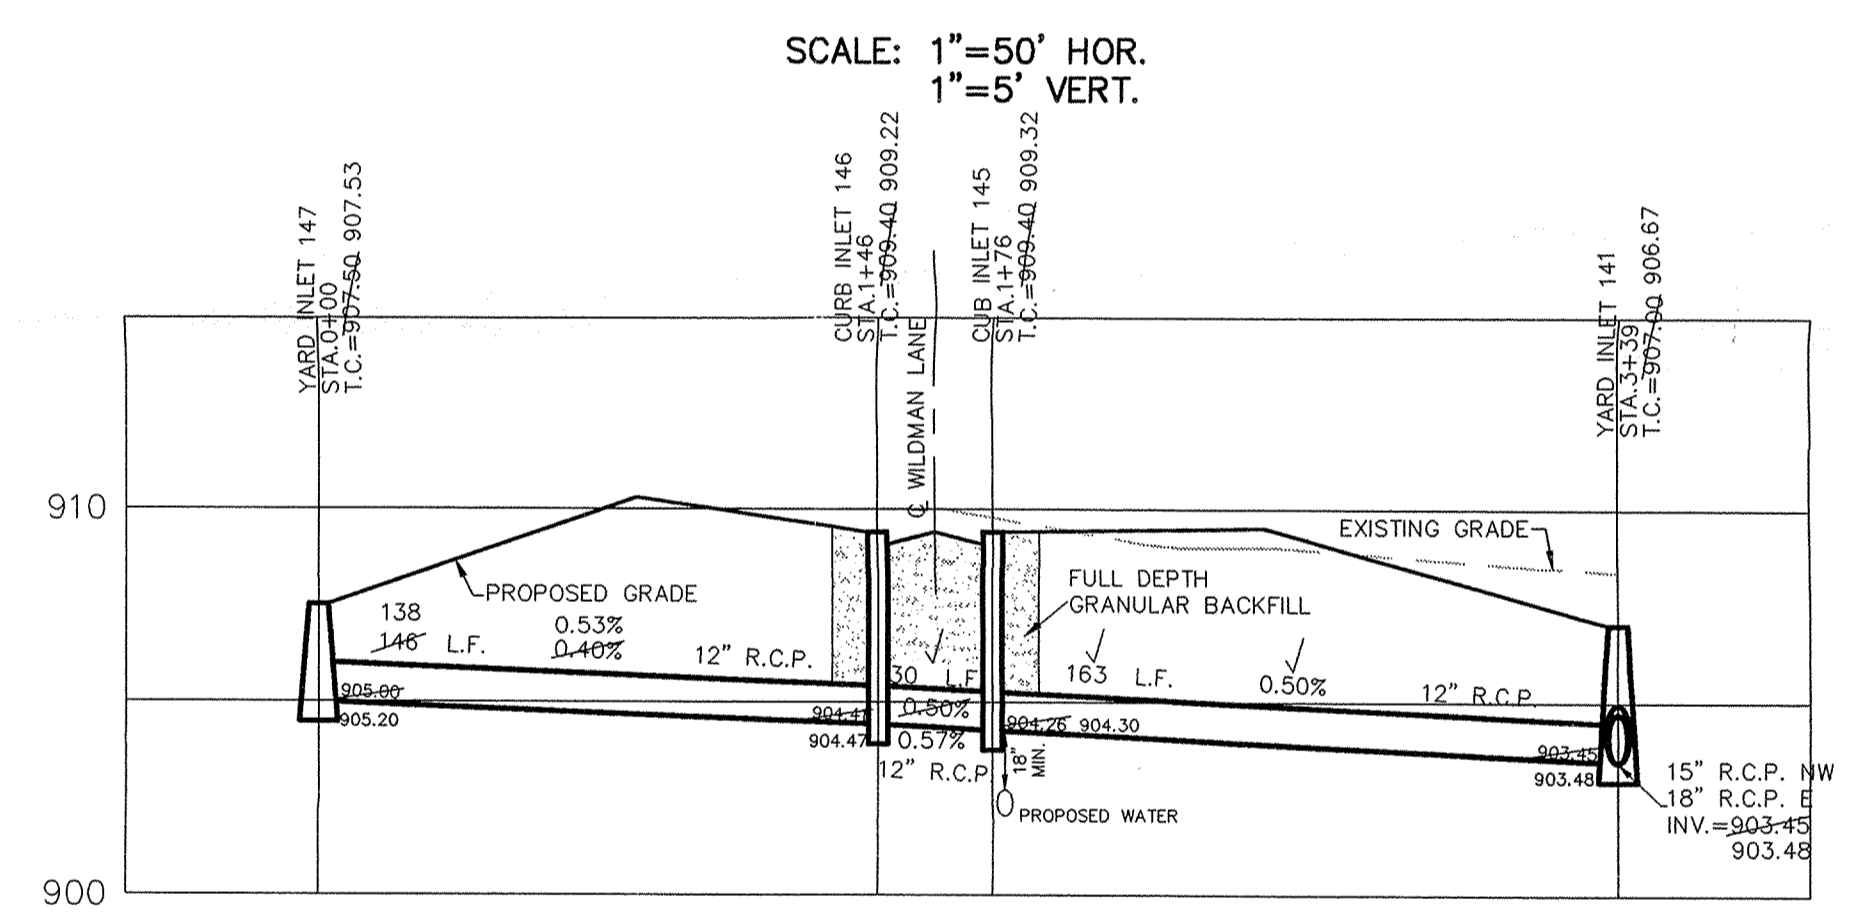 SCALE: 1"=50' HOR.
1"=5' VERT.
YARD INLET 147
STA.0+00
T.C.=907.50 907.53
CURB INLET 146
STA.1+46
T.C.=909.40 909.22
℄ WILDMAN LANE
CUB INLET 145
STA.1+76
T.C.=909.40 909.32
YARD INLET 141
STA.3+39
T.C.=907.00 906.67
910
EXISTING GRADE
PROPOSED GRADE
FULL DEPTH
GRANULAR BACKFILL
138
146 L.F.
0.53%
0.40%
12" R.C.P.
30 L.F
0.50%
0.57%
12" R.C.P
163 L.F.
0.50%
12" R.C.P.
905.00
905.20
904.41
904.47
904.26 904.30
18"
MIN.
PROPOSED WATER
903.45
903.48
15" R.C.P. NW
18" R.C.P. E
INV.=903.45
903.48
900